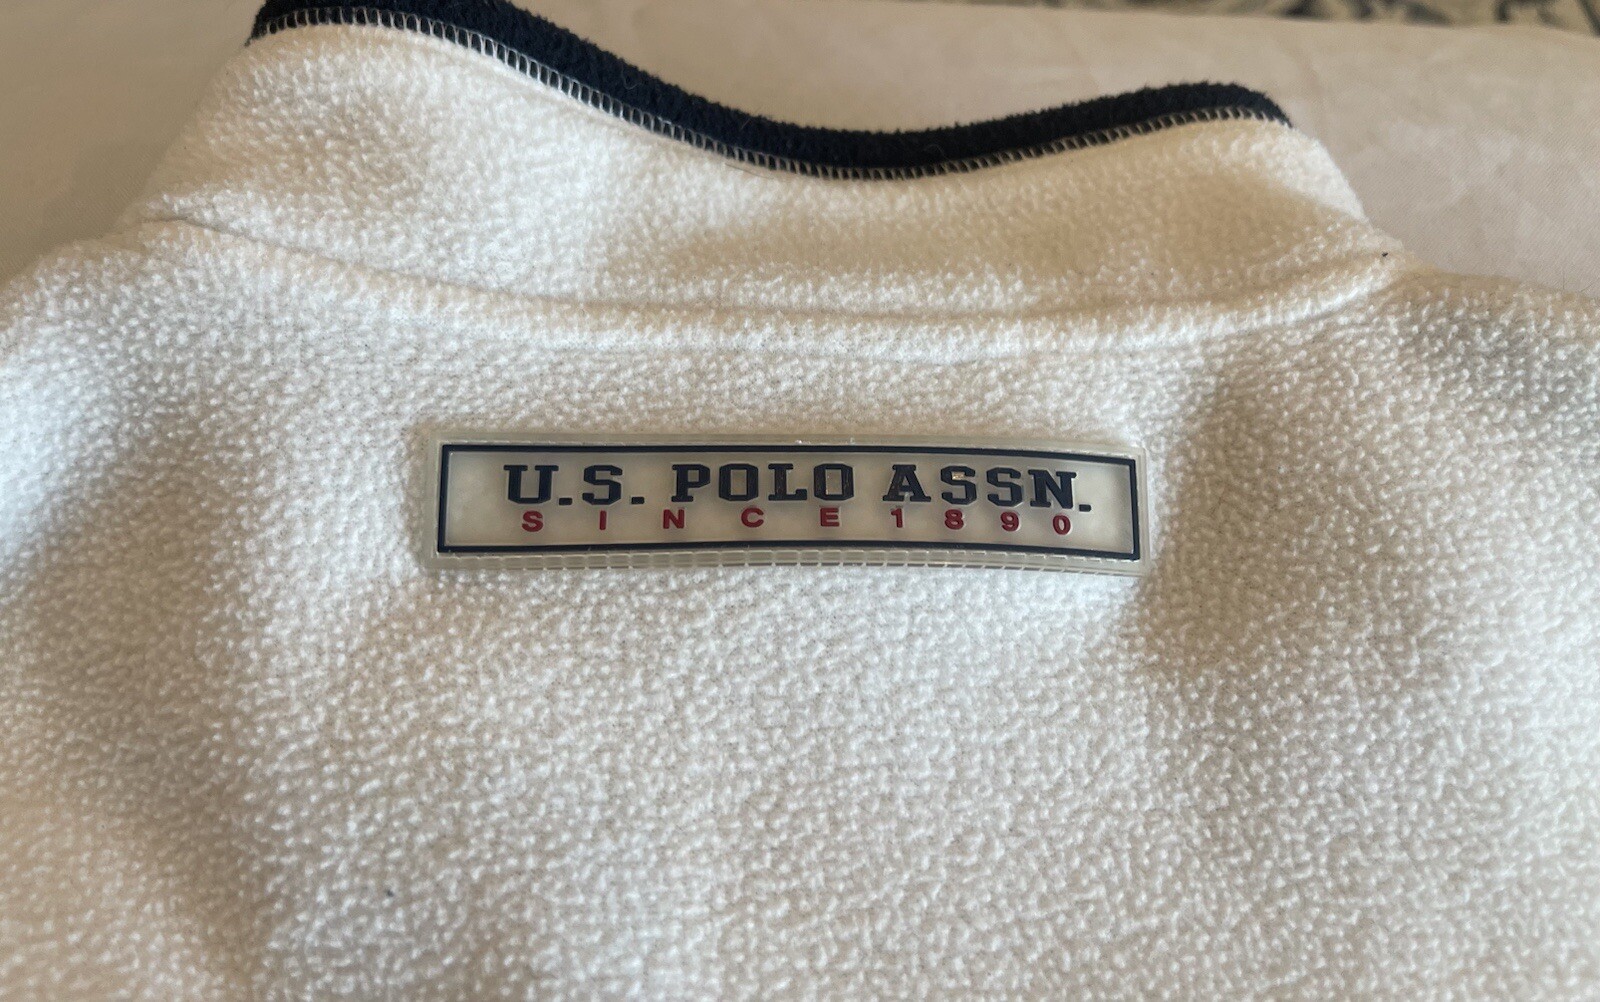 U.S. POLO ASSN.
SINCE 1890